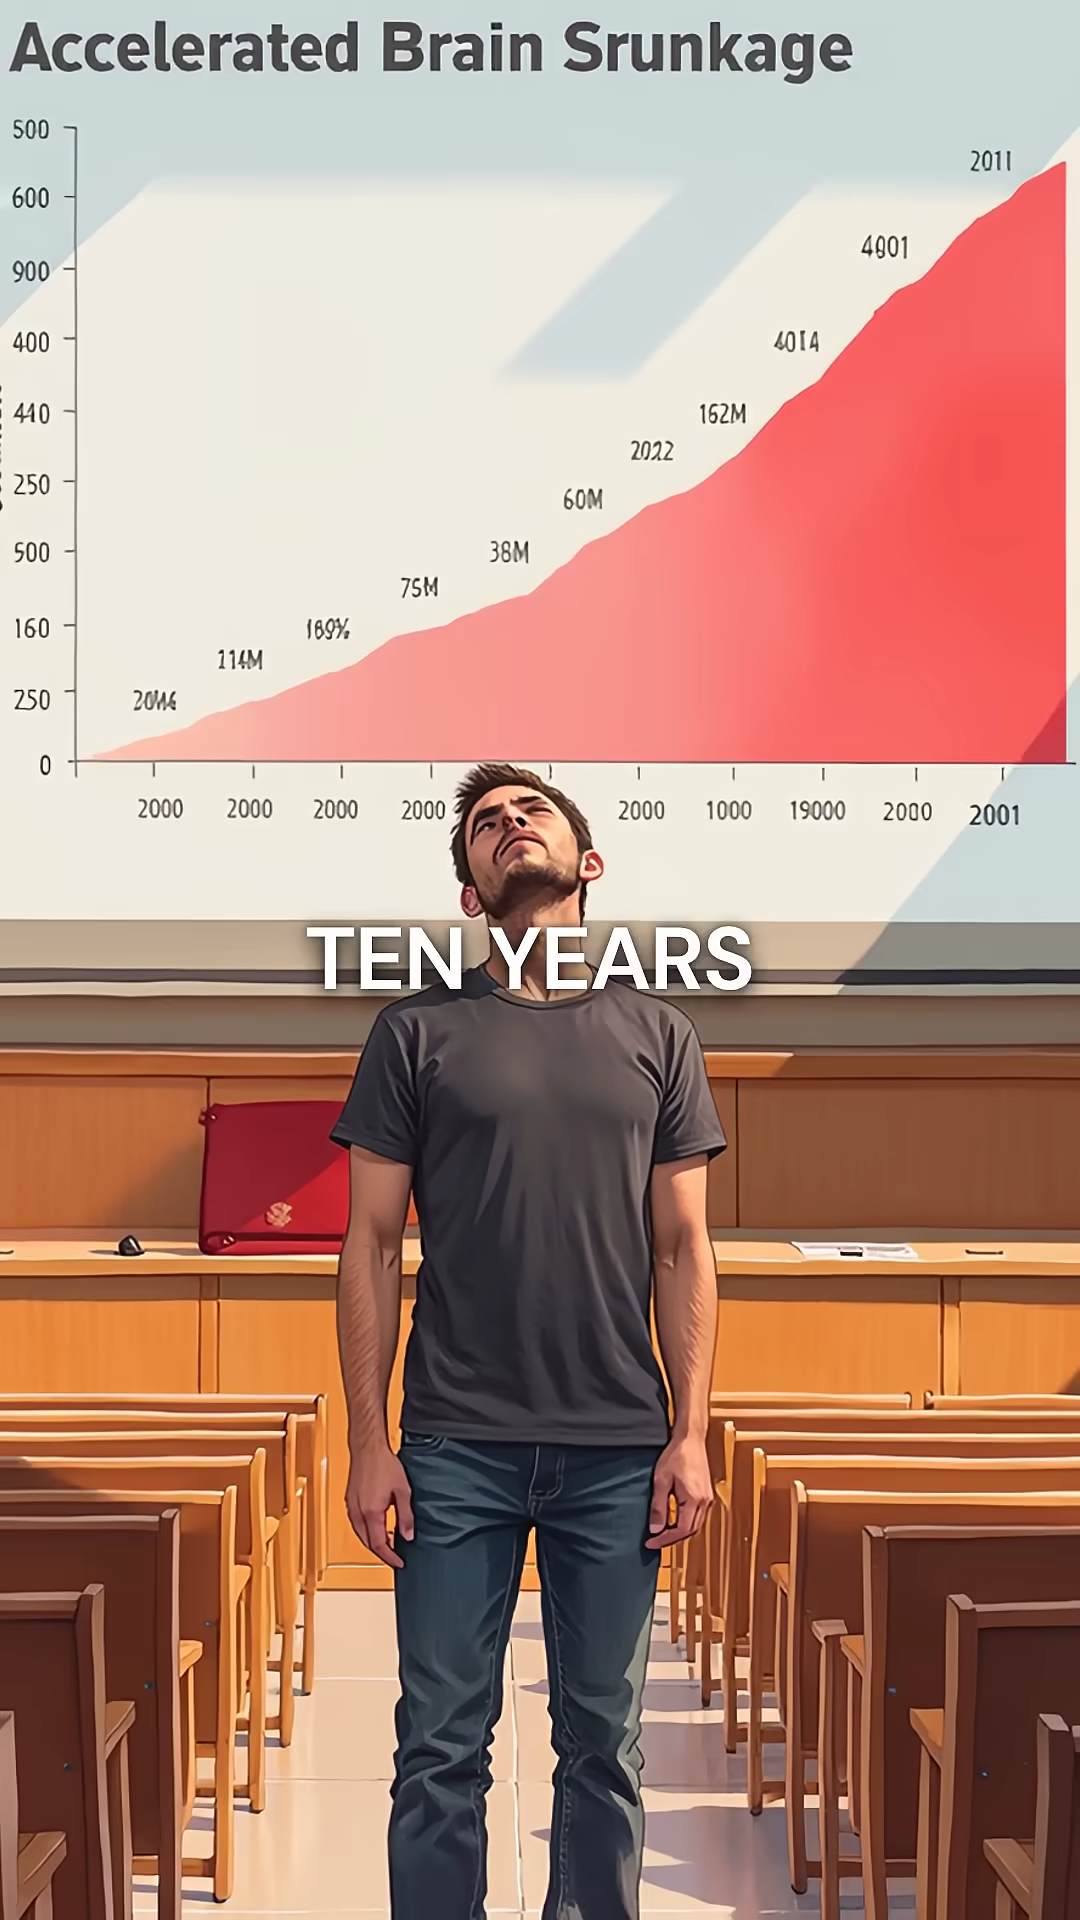 Accelerated Brain Srunkage
500
600
900
400
440
250
500
160
250
0
2011
4001
4014
162M
2022
60M
38M
75M
189%
114M
2000 2000 2000 2000 2000 1000 19000 2000 2001
TEN YEARS